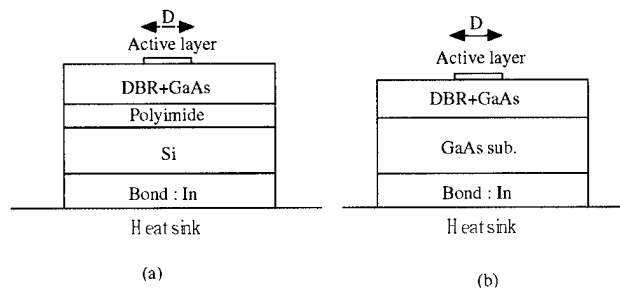 D
Active layer
DBR+GaAs
Polyimide
Si
Bond : In
Heat sink
(a)
D
Active layer
DBR+GaAs
GaAs sub.
Bond : In
Heat sink
(b)